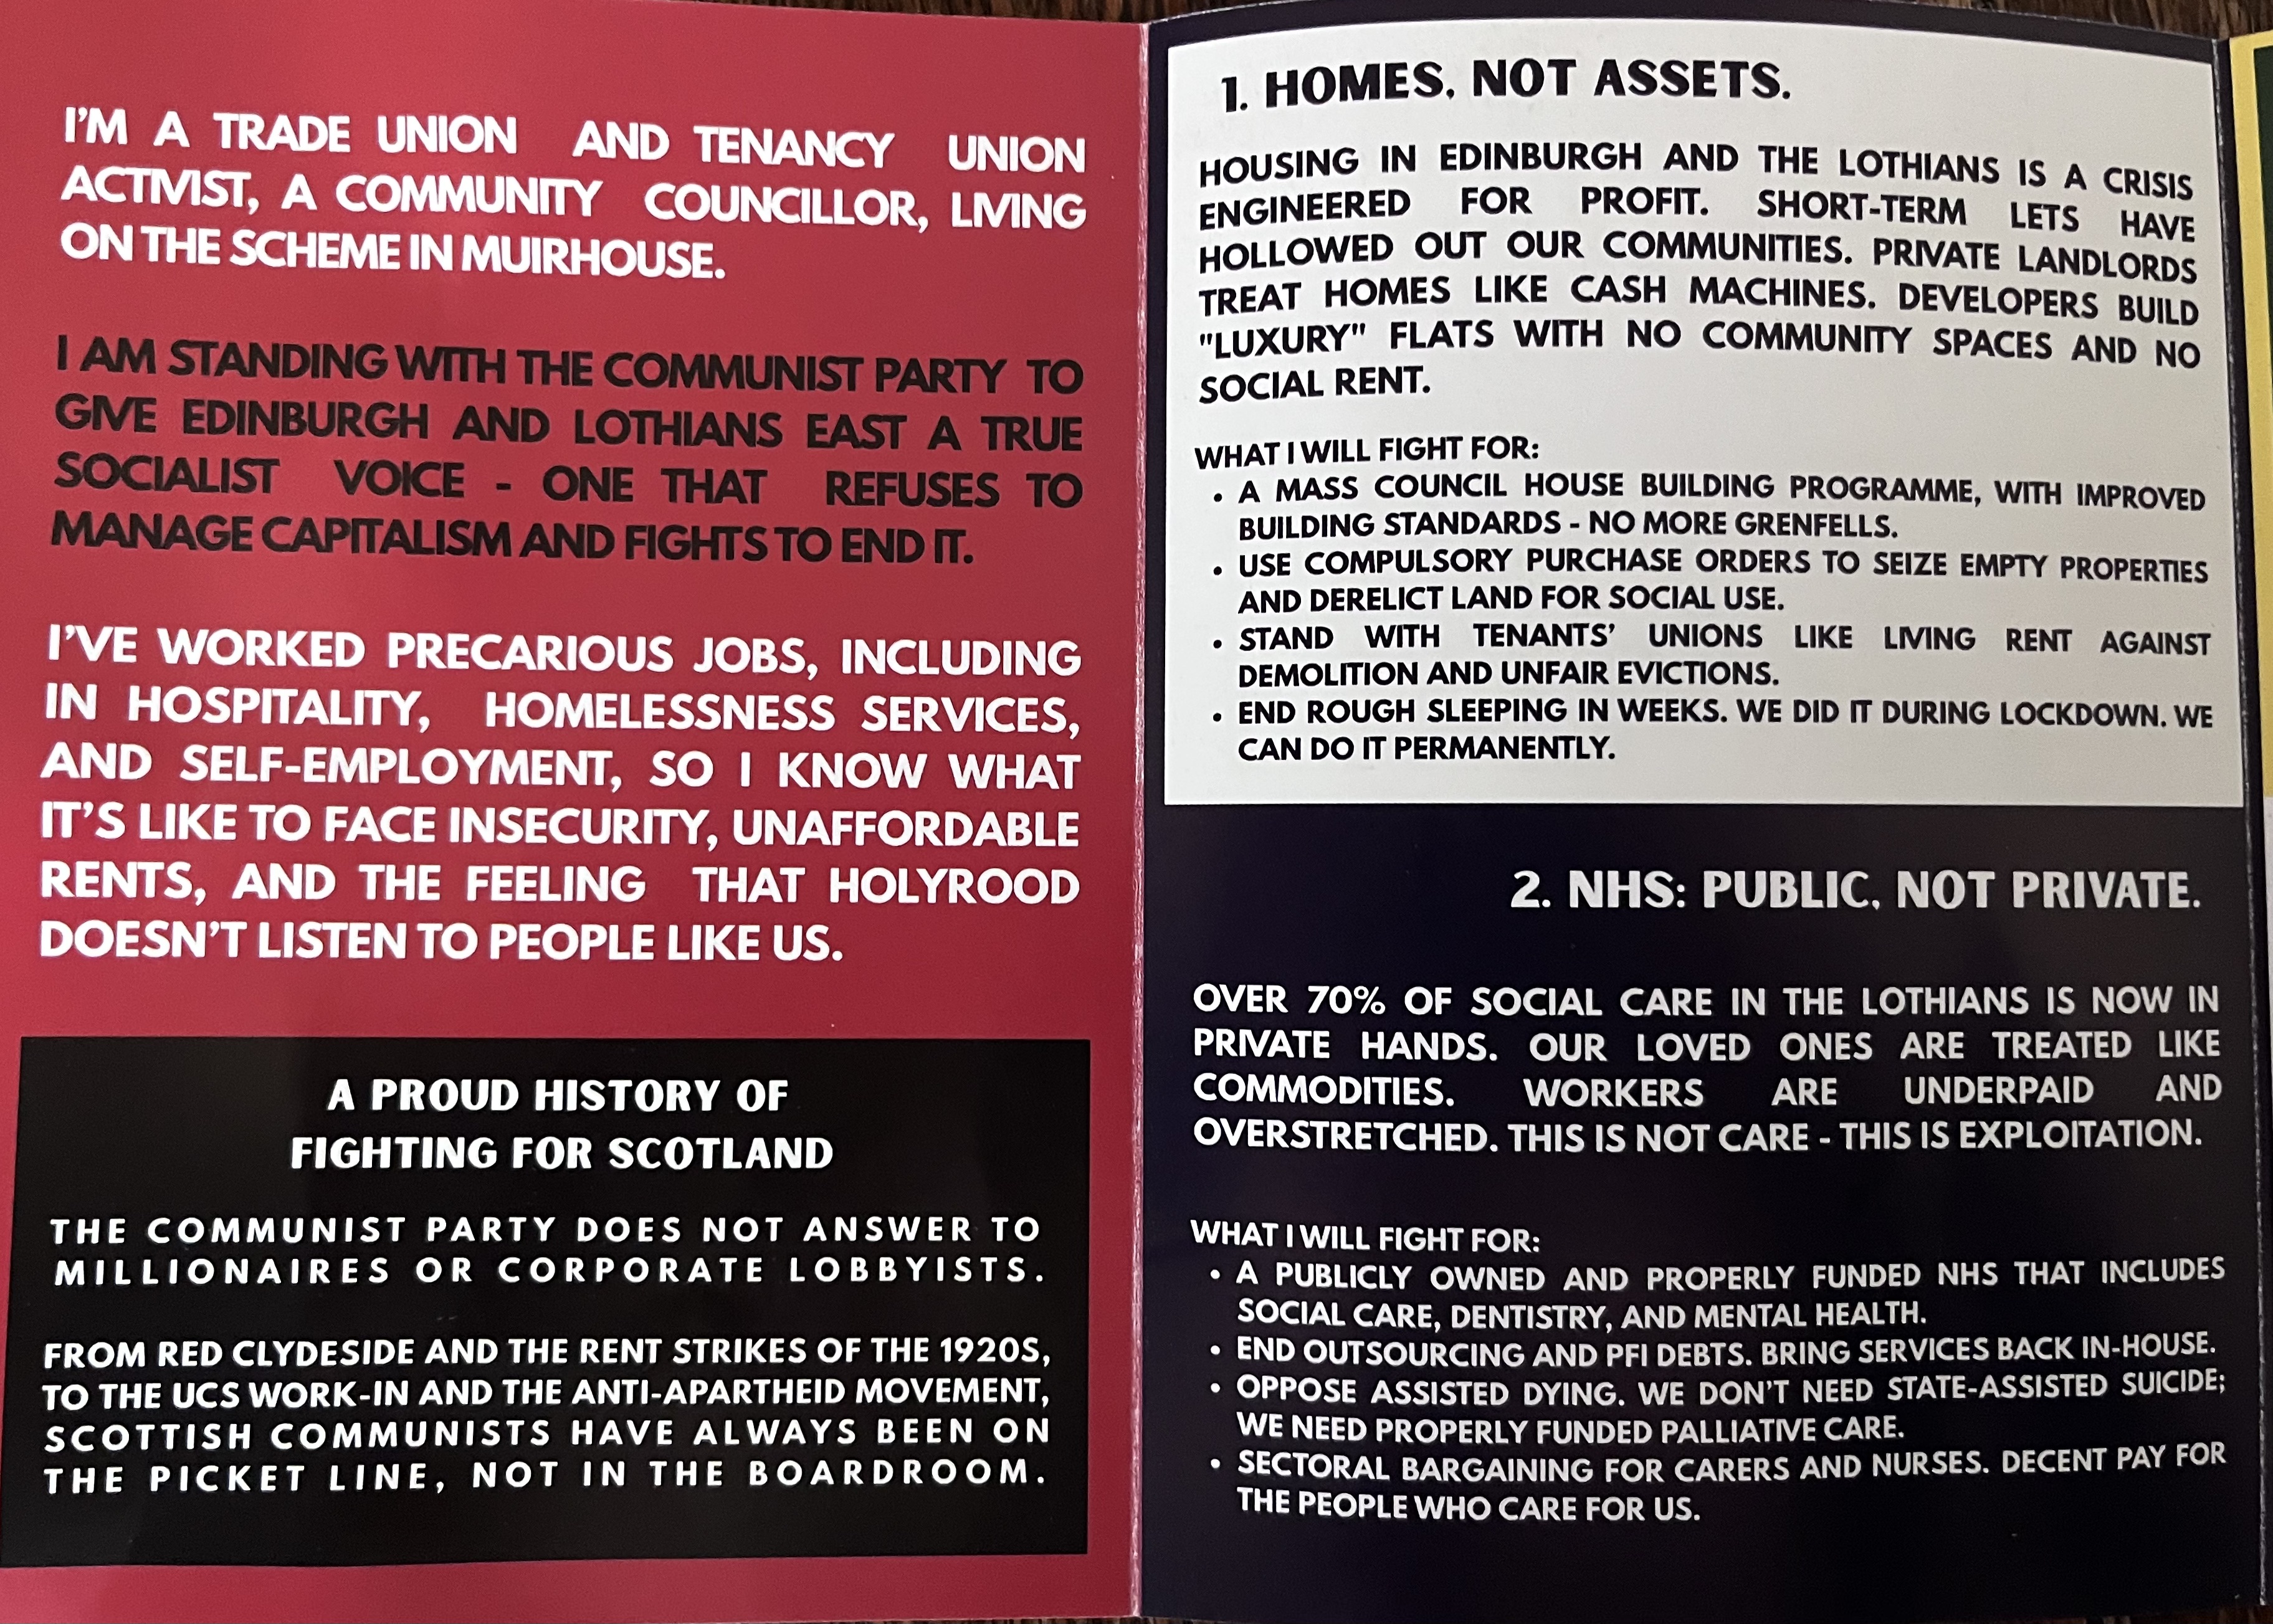 I'M A TRADE UNION AND TENANCY UNION
ACTIVIST, A COMMUNITY COUNCILLOR, LIVING
ON THE SCHEME IN MUIRHOUSE.
I AM STANDING WITH THE COMMUNIST PARTY TO
GIVE EDINBURGH AND LOTHIANS EAST A TRUE
SOCIALIST VOICE - ONE THAT REFUSES TO
MANAGE CAPITALISM AND FIGHTS TO END IT.
I'VE WORKED PRECARIOUS JOBS, INCLUDING
IN HOSPITALITY, HOMELESSNESS SERVICES,
AND SELF-EMPLOYMENT, SO I KNOW WHAT
IT'S LIKE TO FACE INSECURITY, UNAFFORDABLE
RENTS, AND THE FEELING THAT HOLYROOD
DOESN'T LISTEN TO PEOPLE LIKE US.
A PROUD HISTORY OF
FIGHTING FOR SCOTLAND
THE COMMUNIST PARTY DOES NOT ANSWER TO
MILLIONAIRES OR CORPORATE LOBBYISTS.
FROM RED CLYDESIDE AND THE RENT STRIKES OF THE 1920S,
TO THE UCS WORK-IN AND THE ANTI-APARTHEID MOVEMENT,
SCOTTISH COMMUNISTS HAVE ALWAYS BEEN ON
THE PICKET LINE, NOT IN THE BOARDROOM.
1. HOMES, NOT ASSETS.
HOUSING IN EDINBURGH AND THE LOTHIANS IS A CRISIS
ENGINEERED FOR PROFIT. SHORT-TERM LETS HAVE
HOLLOWED OUT OUR COMMUNITIES. PRIVATE LANDLORDS
TREAT HOMES LIKE CASH MACHINES. DEVELOPERS BUILD
"LUXURY" FLATS WITH NO COMMUNITY SPACES AND NO
SOCIAL RENT.
WHAT I WILL FIGHT FOR:
• A MASS COUNCIL HOUSE BUILDING PROGRAMME, WITH IMPROVED
BUILDING STANDARDS - NO MORE GRENFELLS.
• USE COMPULSORY PURCHASE ORDERS TO SEIZE EMPTY PROPERTIES
AND DERELICT LAND FOR SOCIAL USE.
• STAND WITH TENANTS' UNIONS LIKE LIVING RENT AGAINST
DEMOLITION AND UNFAIR EVICTIONS.
• END ROUGH SLEEPING IN WEEKS. WE DID IT DURING LOCKDOWN. WE
CAN DO IT PERMANENTLY.
2. NHS: PUBLIC, NOT PRIVATE.
OVER 70% OF SOCIAL CARE IN THE LOTHIANS IS NOW IN
PRIVATE HANDS. OUR LOVED ONES ARE TREATED LIKE
COMMODITIES. WORKERS ARE UNDERPAID AND
OVERSTRETCHED. THIS IS NOT CARE - THIS IS EXPLOITATION.
WHAT I WILL FIGHT FOR:
• A PUBLICLY OWNED AND PROPERLY FUNDED NHS THAT INCLUDES
SOCIAL CARE, DENTISTRY, AND MENTAL HEALTH.
• END OUTSOURCING AND PFI DEBTS. BRING SERVICES BACK IN-HOUSE.
• OPPOSE ASSISTED DYING. WE DON'T NEED STATE-ASSISTED SUICIDE;
WE NEED PROPERLY FUNDED PALLIATIVE CARE.
• SECTORAL BARGAINING FOR CARERS AND NURSES. DECENT PAY FOR
THE PEOPLE WHO CARE FOR US.